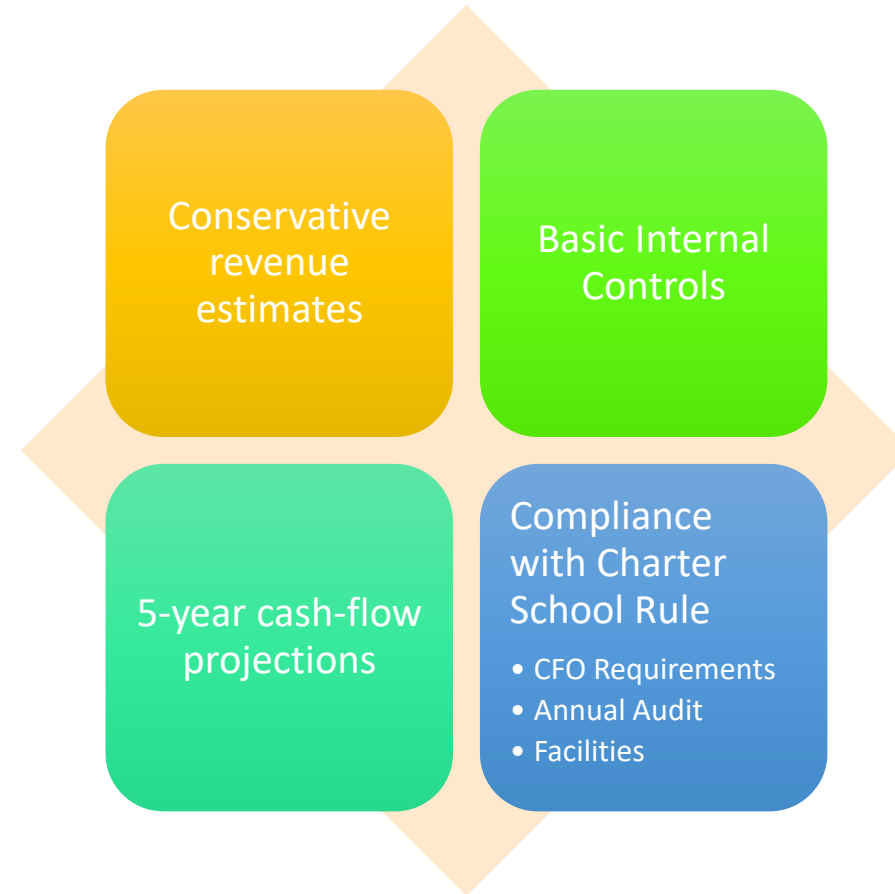 Conservative
revenue
estimates
Basic Internal
Controls
5-year cash-flow
projections
Compliance
with Charter
School Rule
• CFO Requirements
• Annual Audit
• Facilities